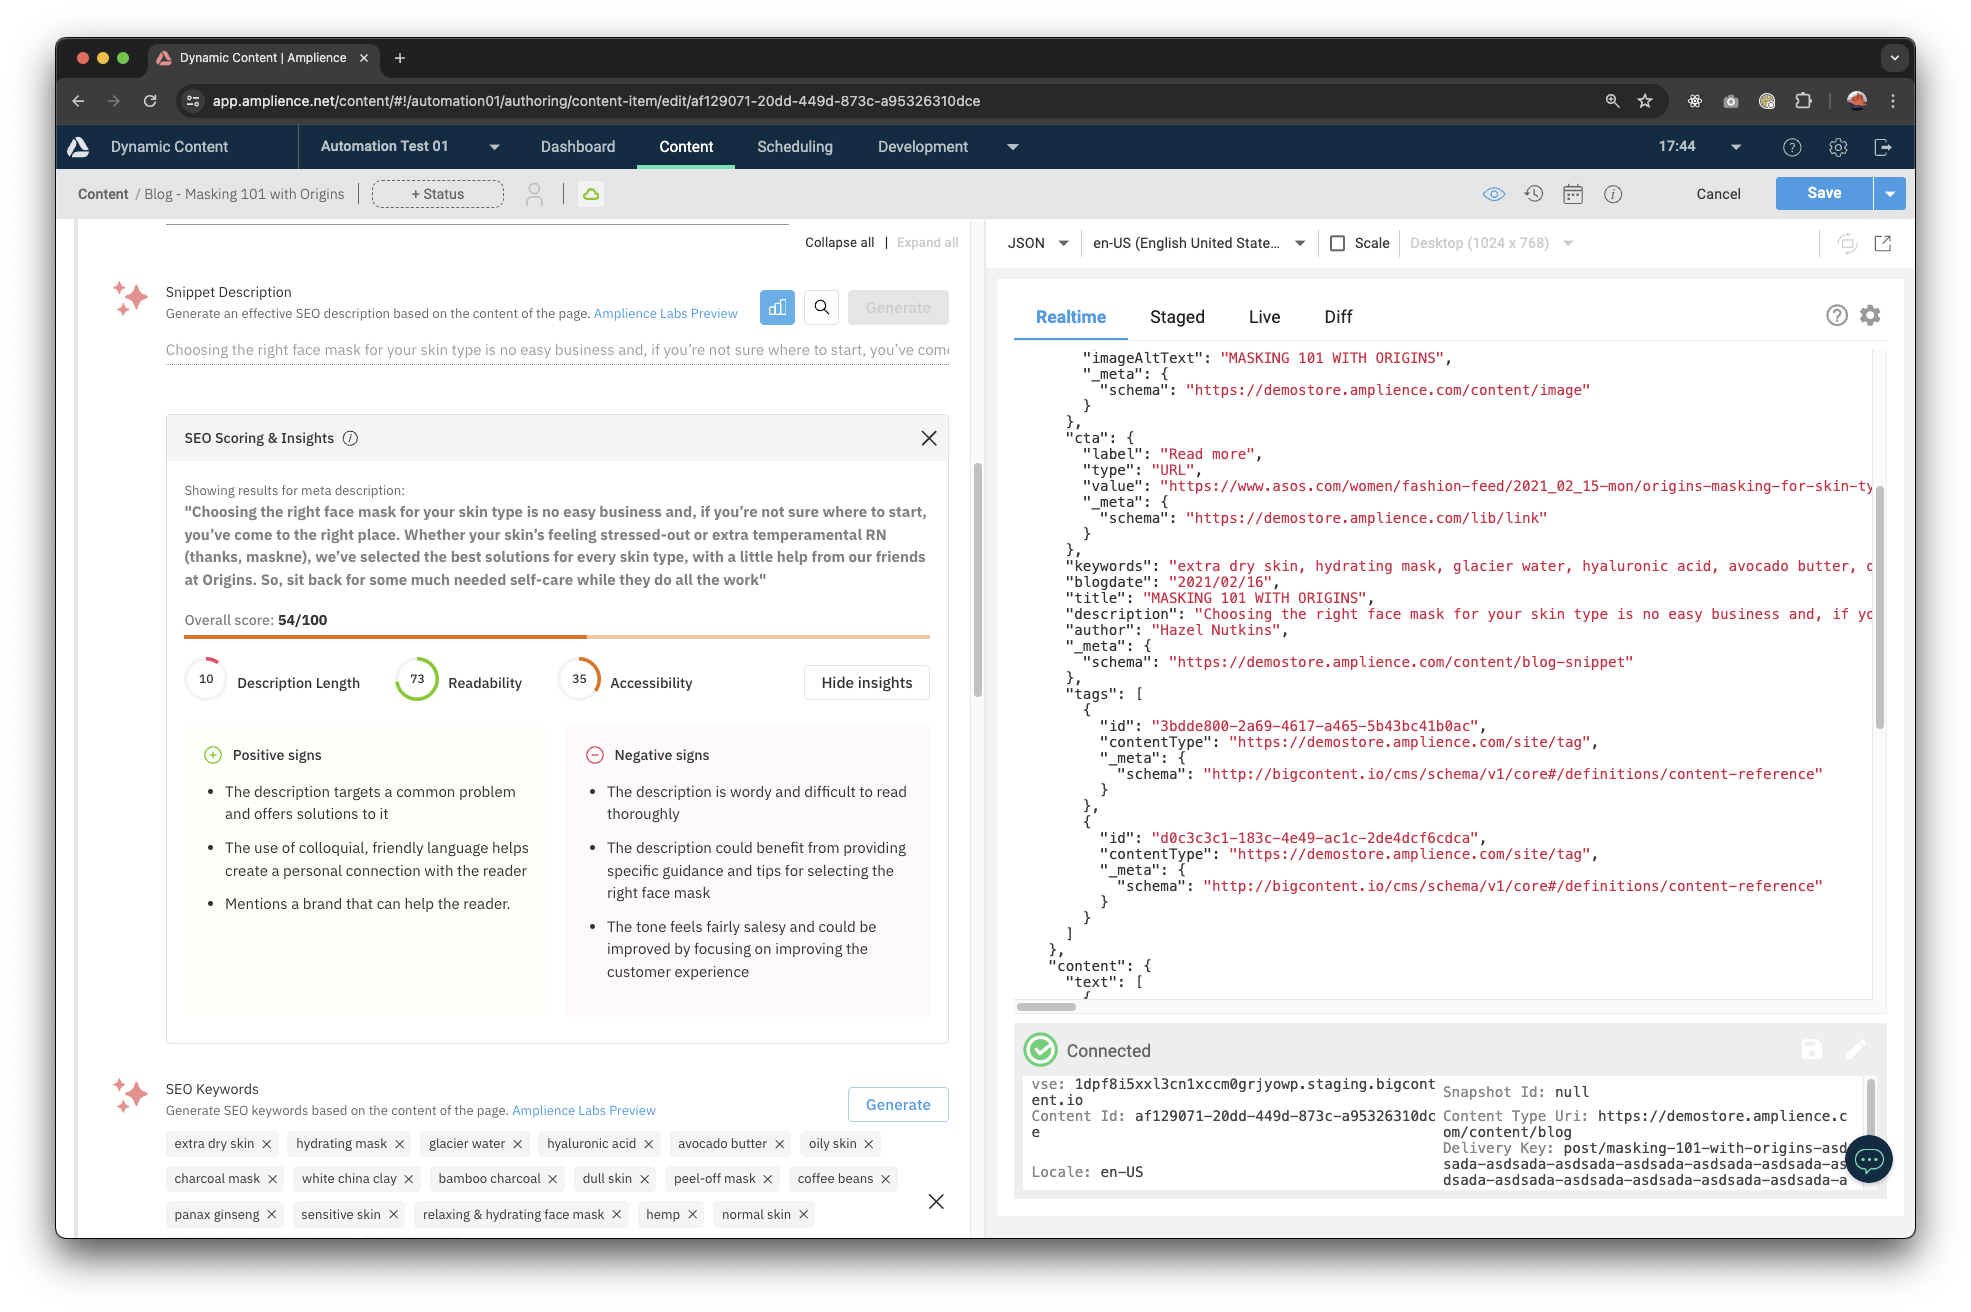 Dynamic Content | Amplience
app.amplience.net/content/#!/automation01/authoring/content-item/edit/af129071-20dd-449d-873c-a95326310dce
Dynamic Content
Automation Test 01
Dashboard
Content
Scheduling
Development
17:44
Content / Blog - Masking 101 with Origins
+ Status
Cancel
Save
Collapse all | Expand all
Snippet Description
Generate an effective SEO description based on the content of the page. Amplience Labs Preview
Generate
Choosing the right face mask for your skin type is no easy business and, if you're not sure where to start, you've come
SEO Scoring & Insights
Showing results for meta description:
"Choosing the right face mask for your skin type is no easy business and, if you're not sure where to start,
you've come to the right place. Whether your skin's feeling stressed-out or extra temperamental RN
(thanks, maskne), we've selected the best solutions for every skin type, with a little help from our friends
at Origins. So, sit back for some much needed self-care while they do all the work"
Overall score: 54/100
10 Description Length
73 Readability
35 Accessibility
Hide insights
Positive signs
• The description targets a common problem
and offers solutions to it
• The use of colloquial, friendly language helps
create a personal connection with the reader
• Mentions a brand that can help the reader.
Negative signs
• The description is wordy and difficult to read
thoroughly
• The description could benefit from providing
specific guidance and tips for selecting the
right face mask
• The tone feels fairly salesy and could be
improved by focusing on improving the
customer experience
SEO Keywords
Generate SEO keywords based on the content of the page. Amplience Labs Preview
Generate
extra dry skin hydrating mask glacier water hyaluronic acid avocado butter oily skin
charcoal mask white china clay bamboo charcoal dull skin peel-off mask coffee beans
panax ginseng sensitive skin relaxing & hydrating face mask hemp normal skin
JSON
en-US (English United State...
Scale
Desktop (1024 x 768)
Realtime
Staged
Live
Diff
"imageAltText": "MASKING 101 WITH ORIGINS",
"_meta": {
"schema": "https://demostore.amplience.com/content/image"
}
},
"cta": {
"label": "Read more",
"type": "URL",
"value": "https://www.asos.com/women/fashion-feed/2021_02_15-mon/origins-masking-for-skin-ty
"_meta": {
"schema": "https://demostore.amplience.com/lib/link"
}
},
"keywords": "extra dry skin, hydrating mask, glacier water, hyaluronic acid, avocado butter,
"blogdate": "2021/02/16",
"title": "MASKING 101 WITH ORIGINS",
"description": "Choosing the right face mask for your skin type is no easy business and, if yo
"author": "Hazel Nutkins",
"_meta": {
"schema": "https://demostore.amplience.com/content/blog-snippet"
},
"tags": [
{
"id": "3bdde800-2a69-4617-a465-5b43bc41b0ac",
"contentType": "https://demostore.amplience.com/site/tag",
"_meta": {
"schema": "http://bigcontent.io/cms/schema/v1/core#/definitions/content-reference"
}
},
{
"id": "d0c3c3c1-183c-4e49-ac1c-2de4dcf6cdca",
"contentType": "https://demostore.amplience.com/site/tag",
"_meta": {
"schema": "http://bigcontent.io/cms/schema/v1/core#/definitions/content-reference"
}
}
]
},
"content": {
"text": [
{
Connected
vse: 1dpf8i5xxl3cn1xccm0grjyowp.staging.bigcont
ent.io
Content Id: af129071-20dd-449d-873c-a95326310dc
e
Locale: en-US
Snapshot Id: null
Content Type Uri: https://demostore.amplience.c
om/content/blog
Delivery Key: post/masking-101-with-origins-asd
sada-asdsada-asdsada-asdsada-asdsada-asdsada-as
dsada-asdsada-asdsada-asdsada-asdsada-asdsada-a